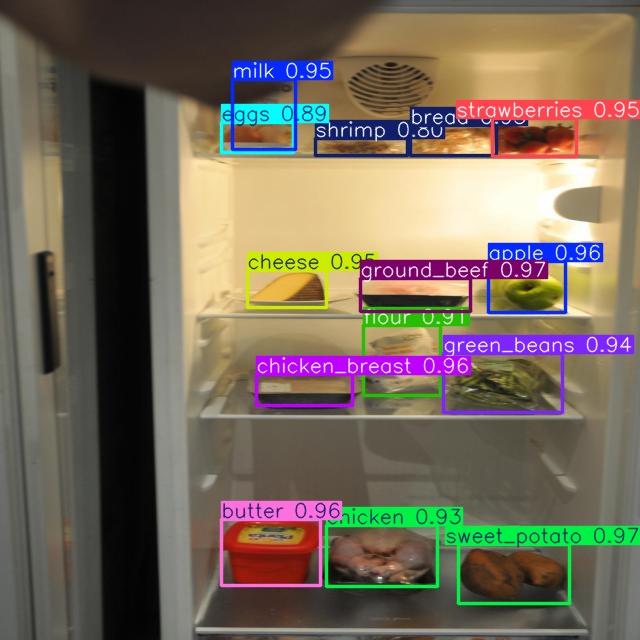 milk 0.95
eggs 0.89
shrimp 0.80
bread
strawberries 0.95
cheese 0.95
ground_beef 0.97
apple 0.96
flour 0.91
green_beans 0.94
chicken_breast 0.96
butter 0.96
chicken 0.93
sweet_potato 0.97